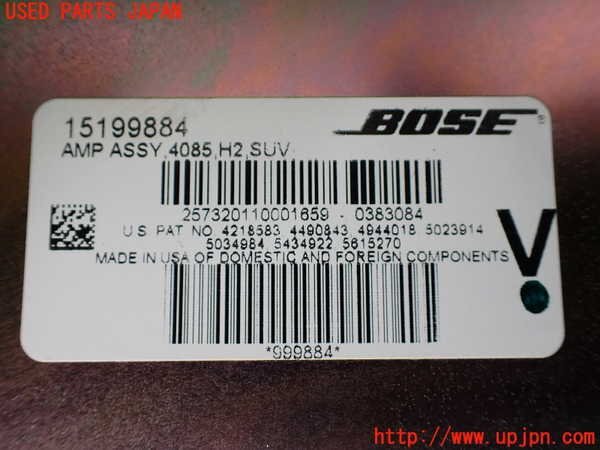 USED PARTS JAPAN
15199884
BOSE
AMP ASSY,4085,H2,SUV
257320110001659 - 0383084
U.S. PAT NO. 4218583 4490843 4944018 5023914
5034984 5434922 5615270
MADE IN USA OF DOMESTIC AND FOREIGN COMPONENTS
V
*999884*
http://www.upjpn.com/